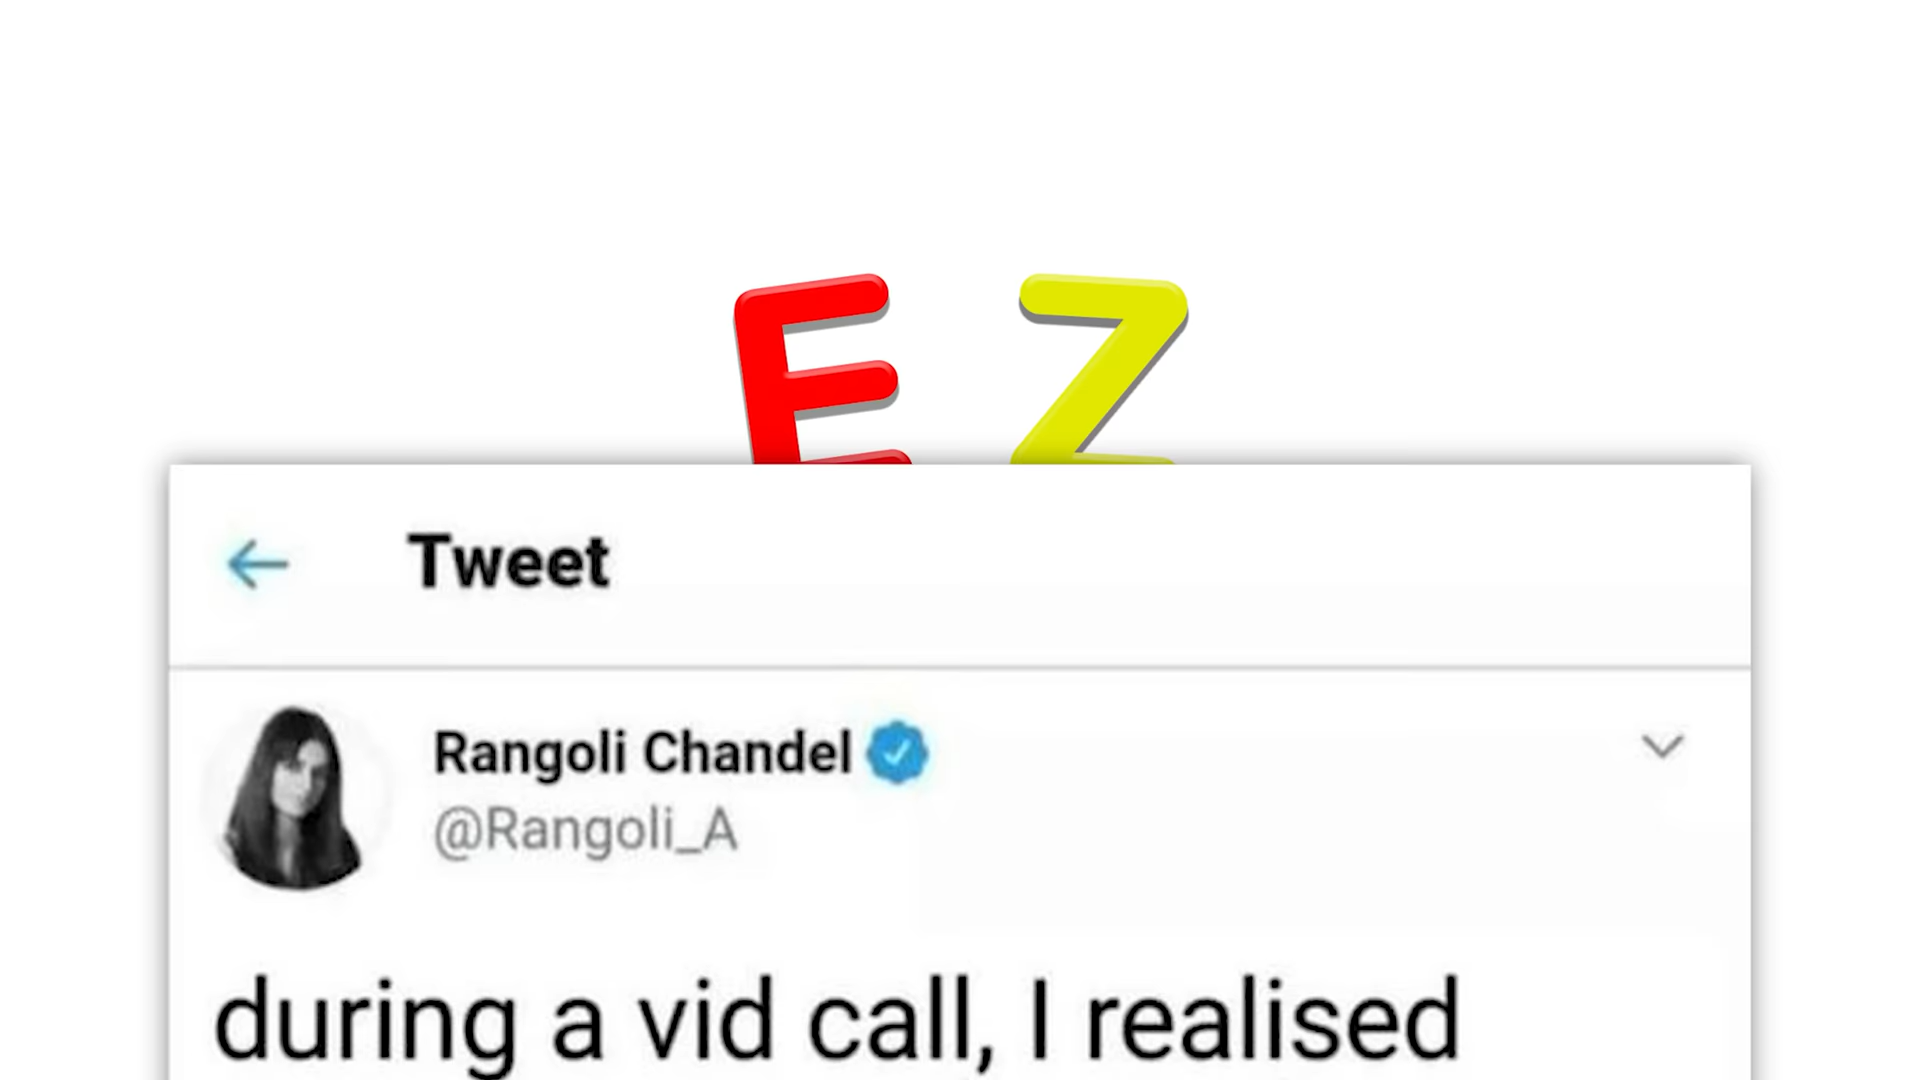 E Z
Tweet
Rangoli Chandel
@Rangoli_A
during a vid call, I realised